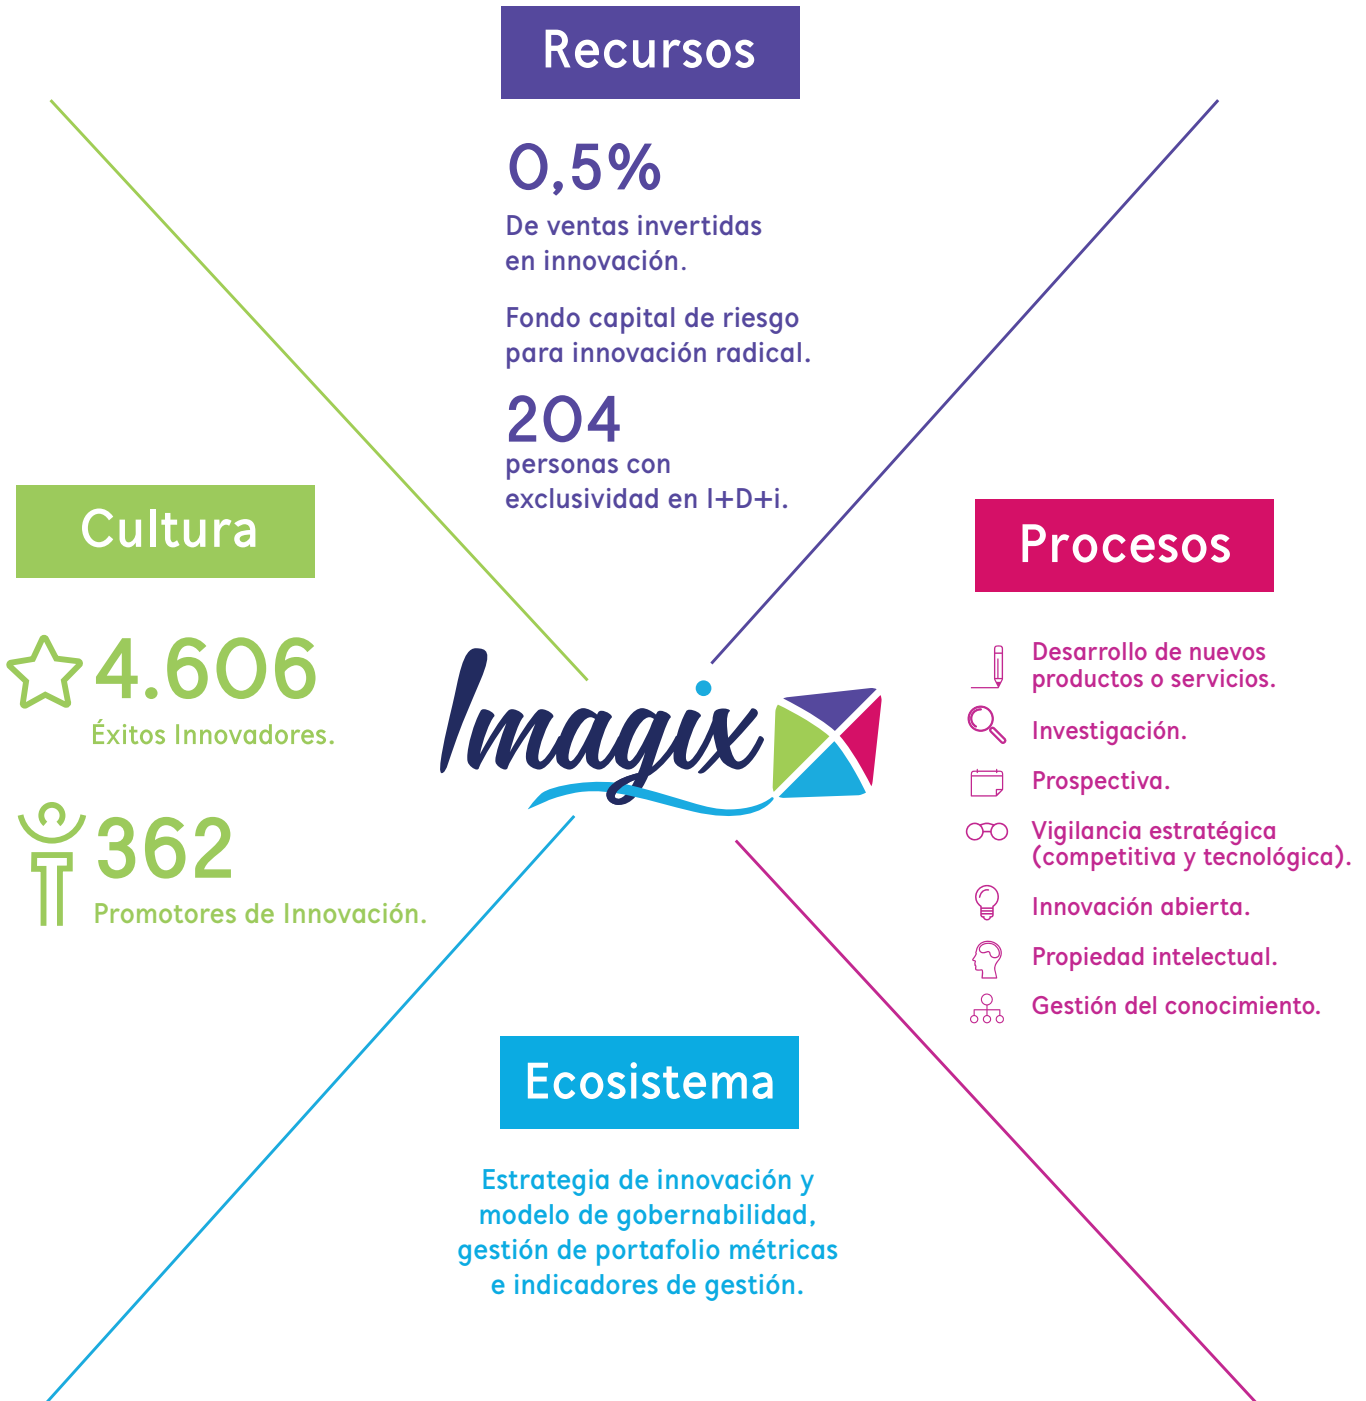 Recursos
0,5%
De ventas invertidas
en innovación.
Fondo capital de riesgo
para innovación radical.
204
personas con
exclusividad en I+D+i.
Cultura
4.606
Éxitos Innovadores.
362
Promotores de Innovación.
Imagix
Procesos
Desarrollo de nuevos
productos o servicios.
Investigación.
Prospectiva.
Vigilancia estratégica
(competitiva y tecnológica).
Innovación abierta.
Propiedad intelectual.
Gestión del conocimiento.
Ecosistema
Estrategia de innovación y
modelo de gobernabilidad,
gestión de portafolio métricas
e indicadores de gestión.